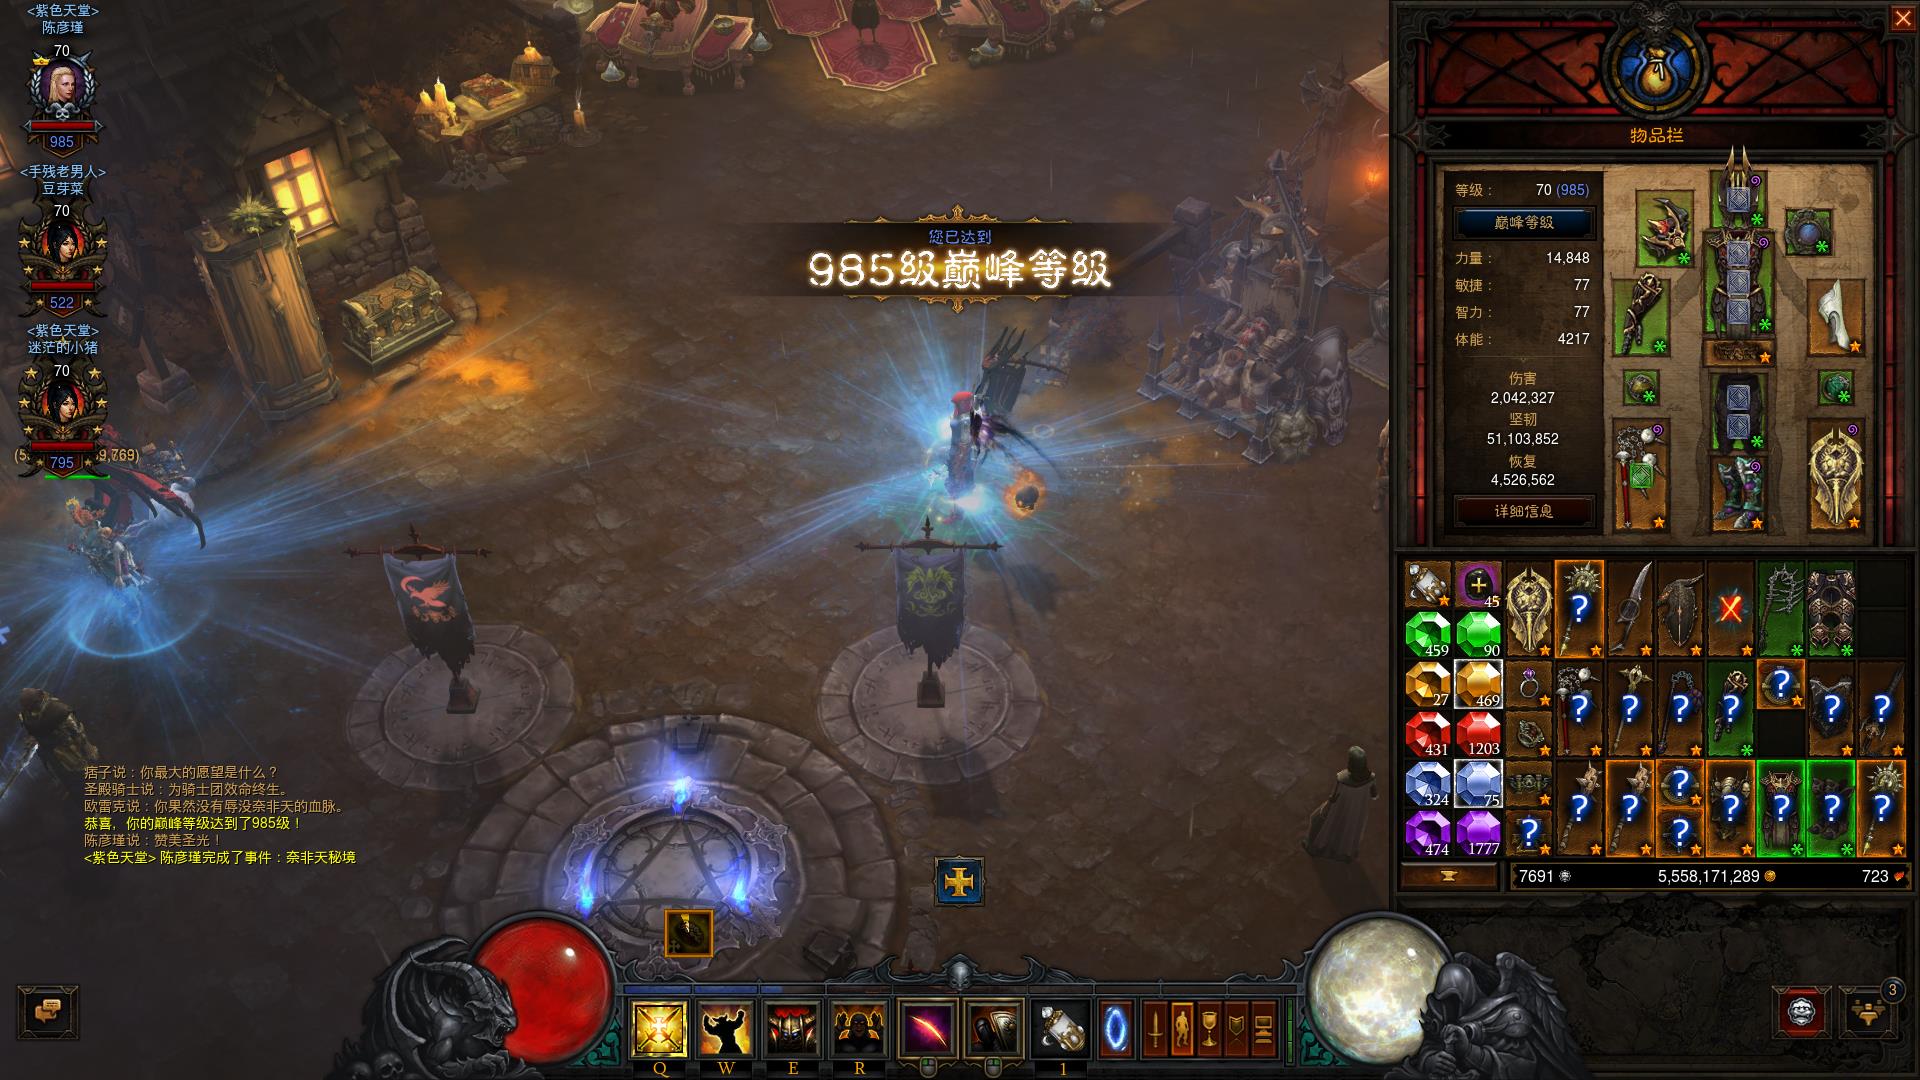 <紫色天堂>
陈彦瑾
70
985
<手残老男人>
豆芽菜
70
522
<紫色天堂>
迷茫的小猪
70
795
您已达到
985级巅峰等级
痞子说：你最大的愿望是什么？
圣殿骑士说：为骑士团效命终生。
欧雷克说：你果然没有辱没奈非天的血脉。
恭喜，你的巅峰等级达到了985级！
陈彦瑾说：赞美圣光！
<紫色天堂> 陈彦瑾完成了事件：奈非天秘境
Q
W
E
R
1
物品栏
等级： 70 (985)
巅峰等级
力量： 14,848
敏捷： 77
智力： 77
体能： 4217
伤害
2,042,327
坚韧
51,103,852
恢复
4,526,562
详细信息
45
459 90
27 469
431 1203
324 75
474 1777
7691 5,558,171,289 723
3